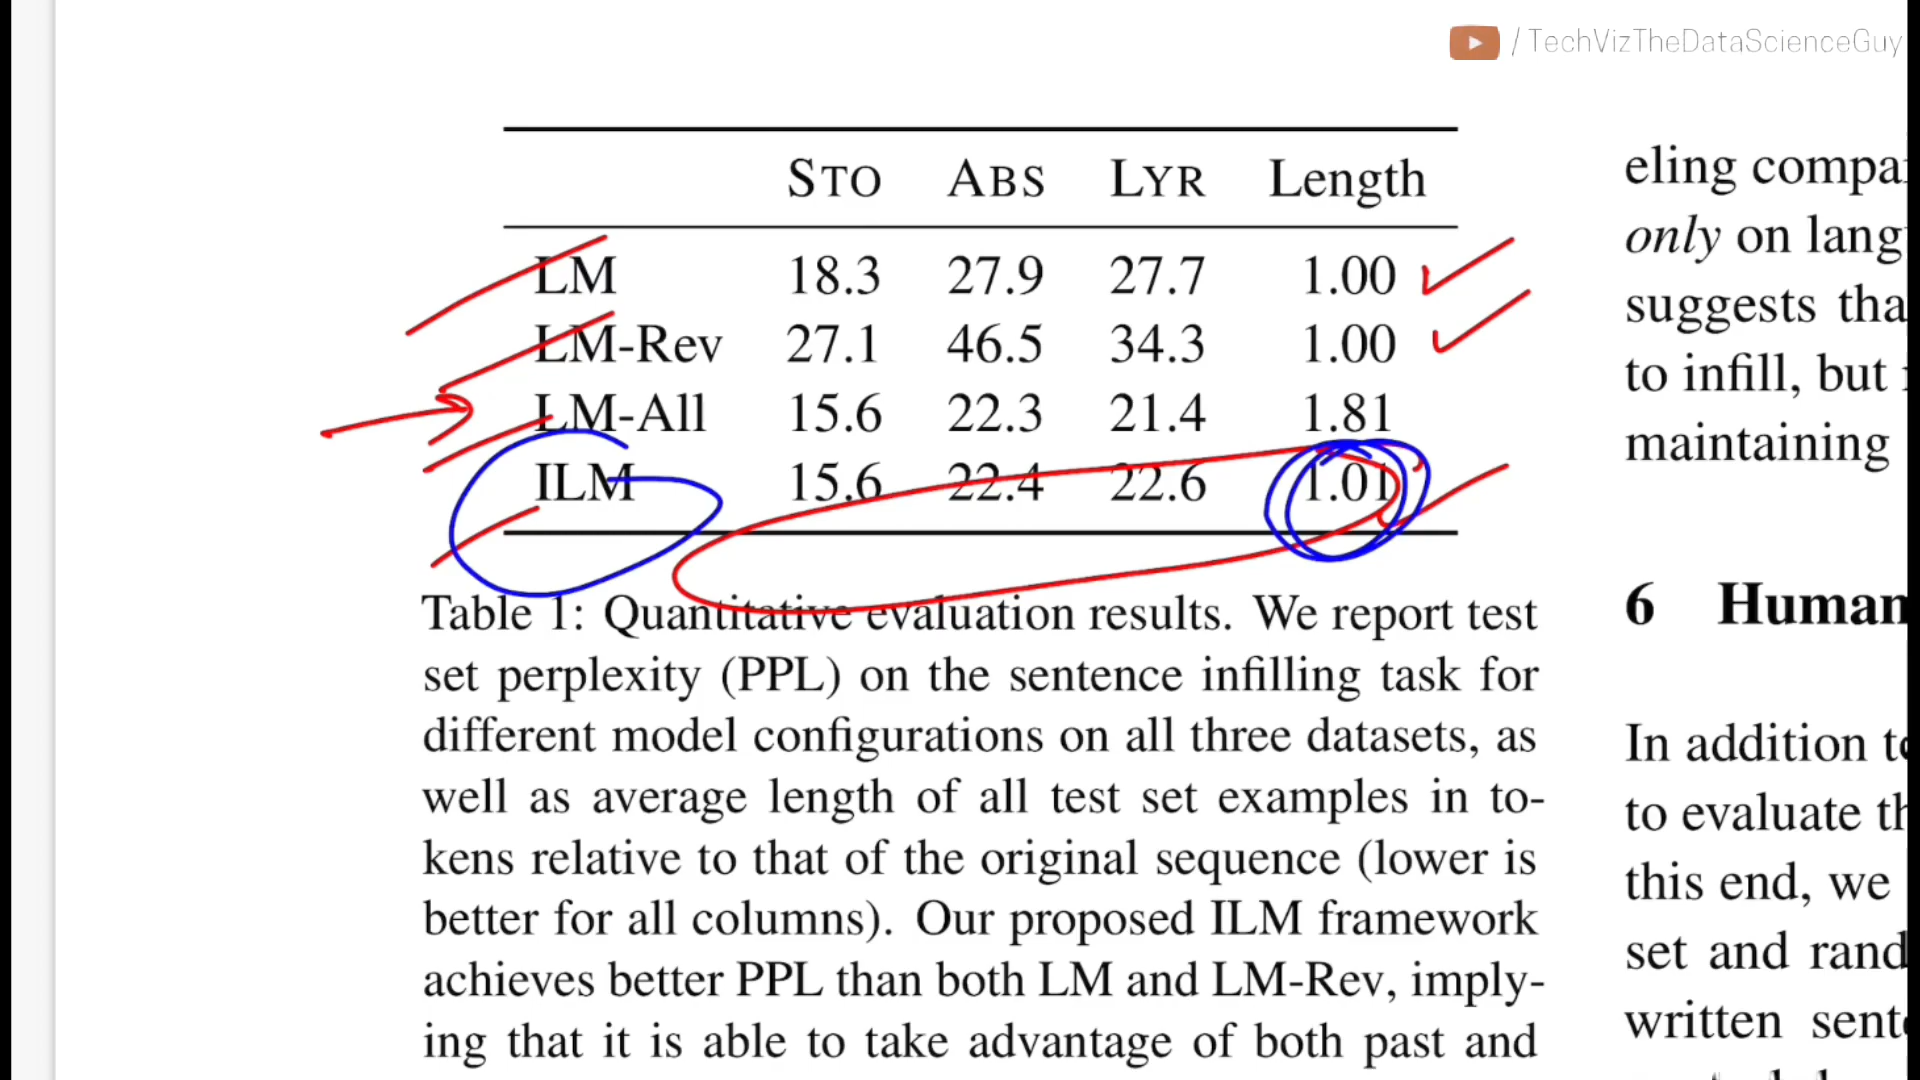 / TechVizTheDataScienceGuy
STO ABS LYR Length
LM 18.3 27.9 27.7 1.00
LM-Rev 27.1 46.5 34.3 1.00
LM-All 15.6 22.3 21.4 1.81
ILM 15.6 22.4 22.6 1.01
Table 1: Quantitative evaluation results. We report test
set perplexity (PPL) on the sentence infilling task for
different model configurations on all three datasets, as
well as average length of all test set examples in to-
kens relative to that of the original sequence (lower is
better for all columns). Our proposed ILM framework
achieves better PPL than both LM and LM-Rev, imply-
ing that it is able to take advantage of both past and
eling
only on
suggests
to infill, but
maintaining
6 Human
In addition
to evaluate
this end, we
set and
written